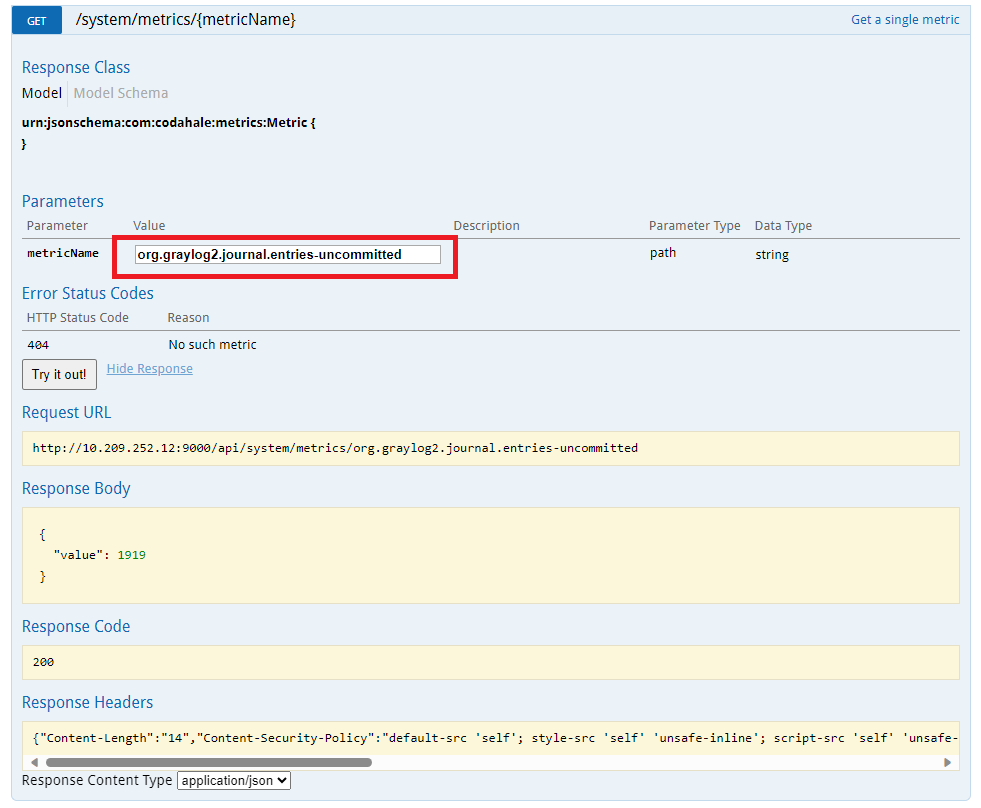 GET /system/metrics/{metricName} Get a single metric
Response Class
Model Model Schema
urn:jsonschema:com:codahale:metrics:Metric {
}
Parameters
Parameter Value Description Parameter Type Data Type
metricName org.graylog2.journal.entries-uncommitted path string
Error Status Codes
HTTP Status Code Reason
404 No such metric
Try it out! Hide Response
Request URL
http://10.209.252.12:9000/api/system/metrics/org.graylog2.journal.entries-uncommitted
Response Body
{
"value": 1919
}
Response Code
200
Response Headers
{"Content-Length":"14","Content-Security-Policy":"default-src 'self'; style-src 'self' 'unsafe-inline'; script-src 'self' 'unsafe-
Response Content Type application/json